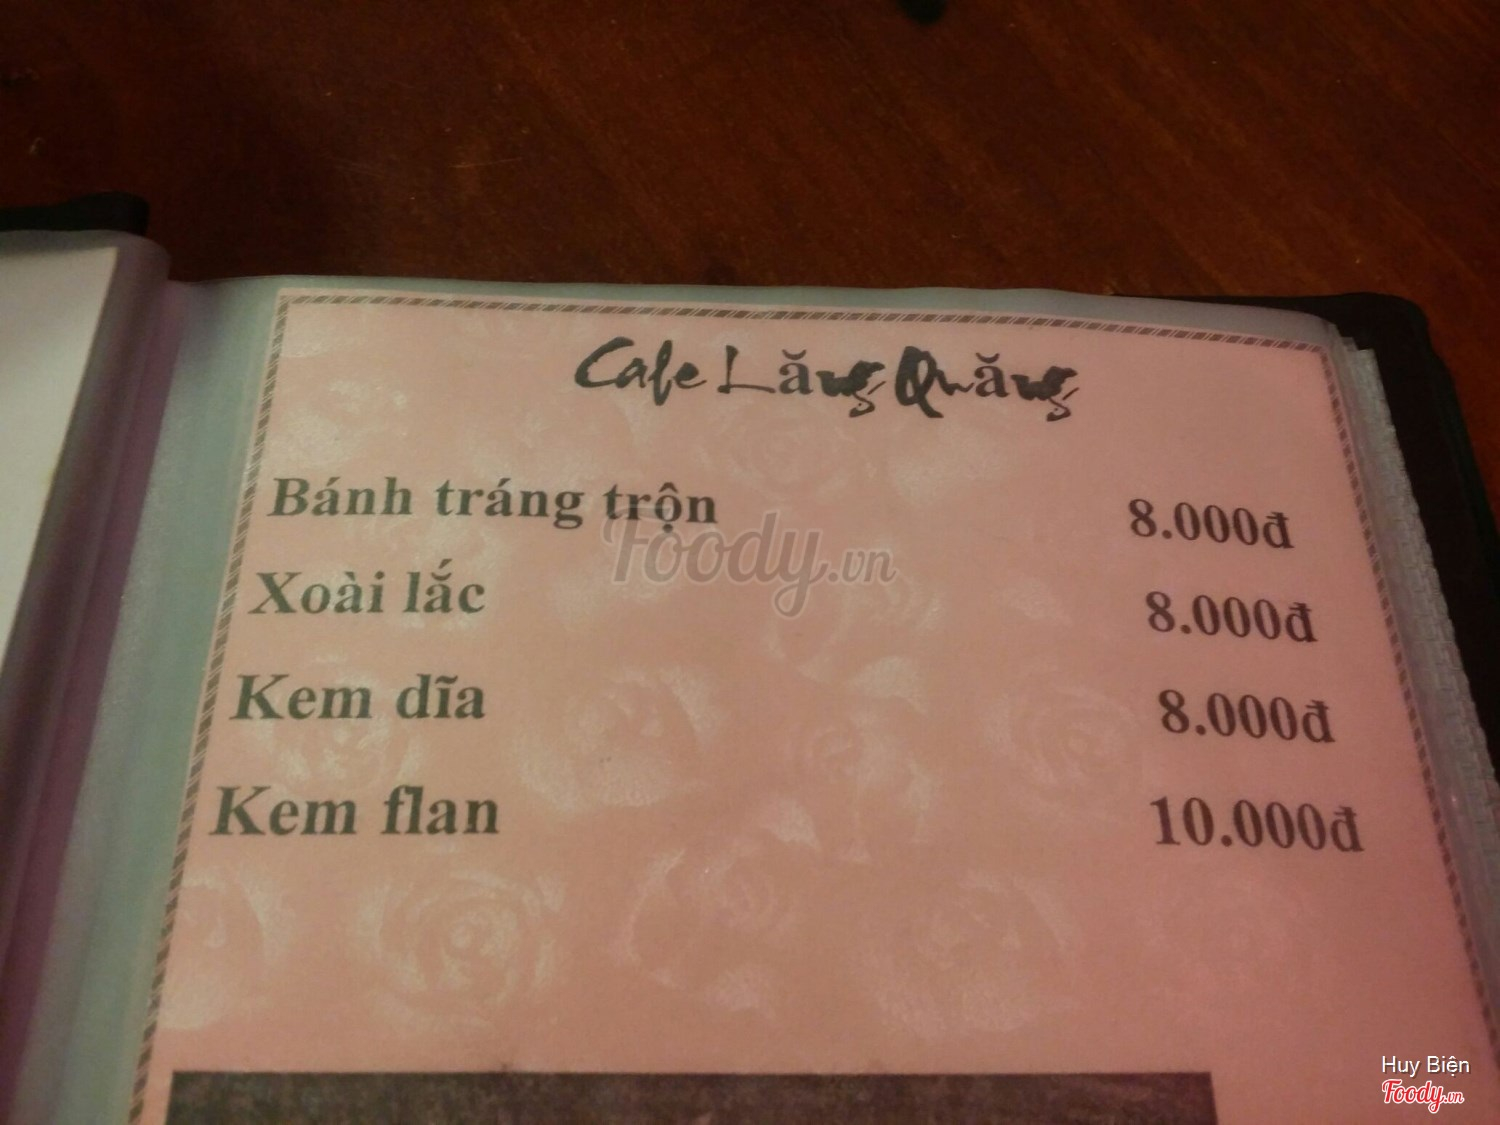 Cafe Lăng Quăng
Bánh tráng trộn 8.000đ
Foody.vn
Xoài lắc 8.000đ
Kem dĩa 8.000đ
Kem flan 10.000đ
Huy Biện
Foody.vn